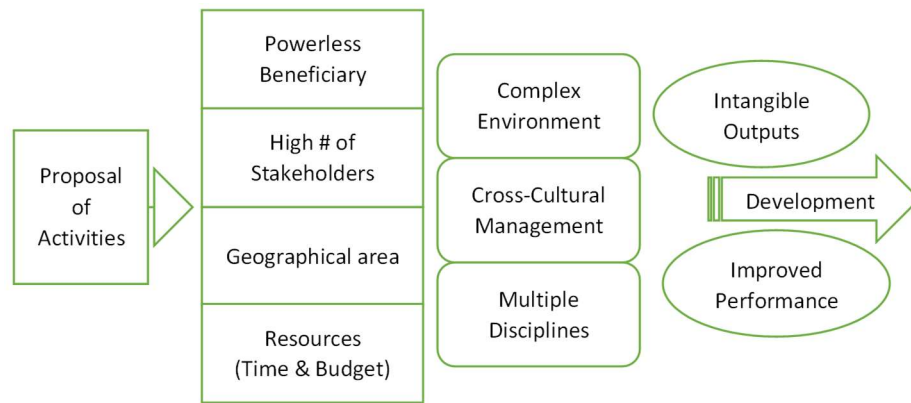 Proposal
of
Activities
Powerless
Beneficiary
High # of
Stakeholders
Geographical area
Resources
(Time & Budget)
Complex
Environment
Cross-Cultural
Management
Multiple
Disciplines
Intangible
Outputs
Development
Improved
Performance